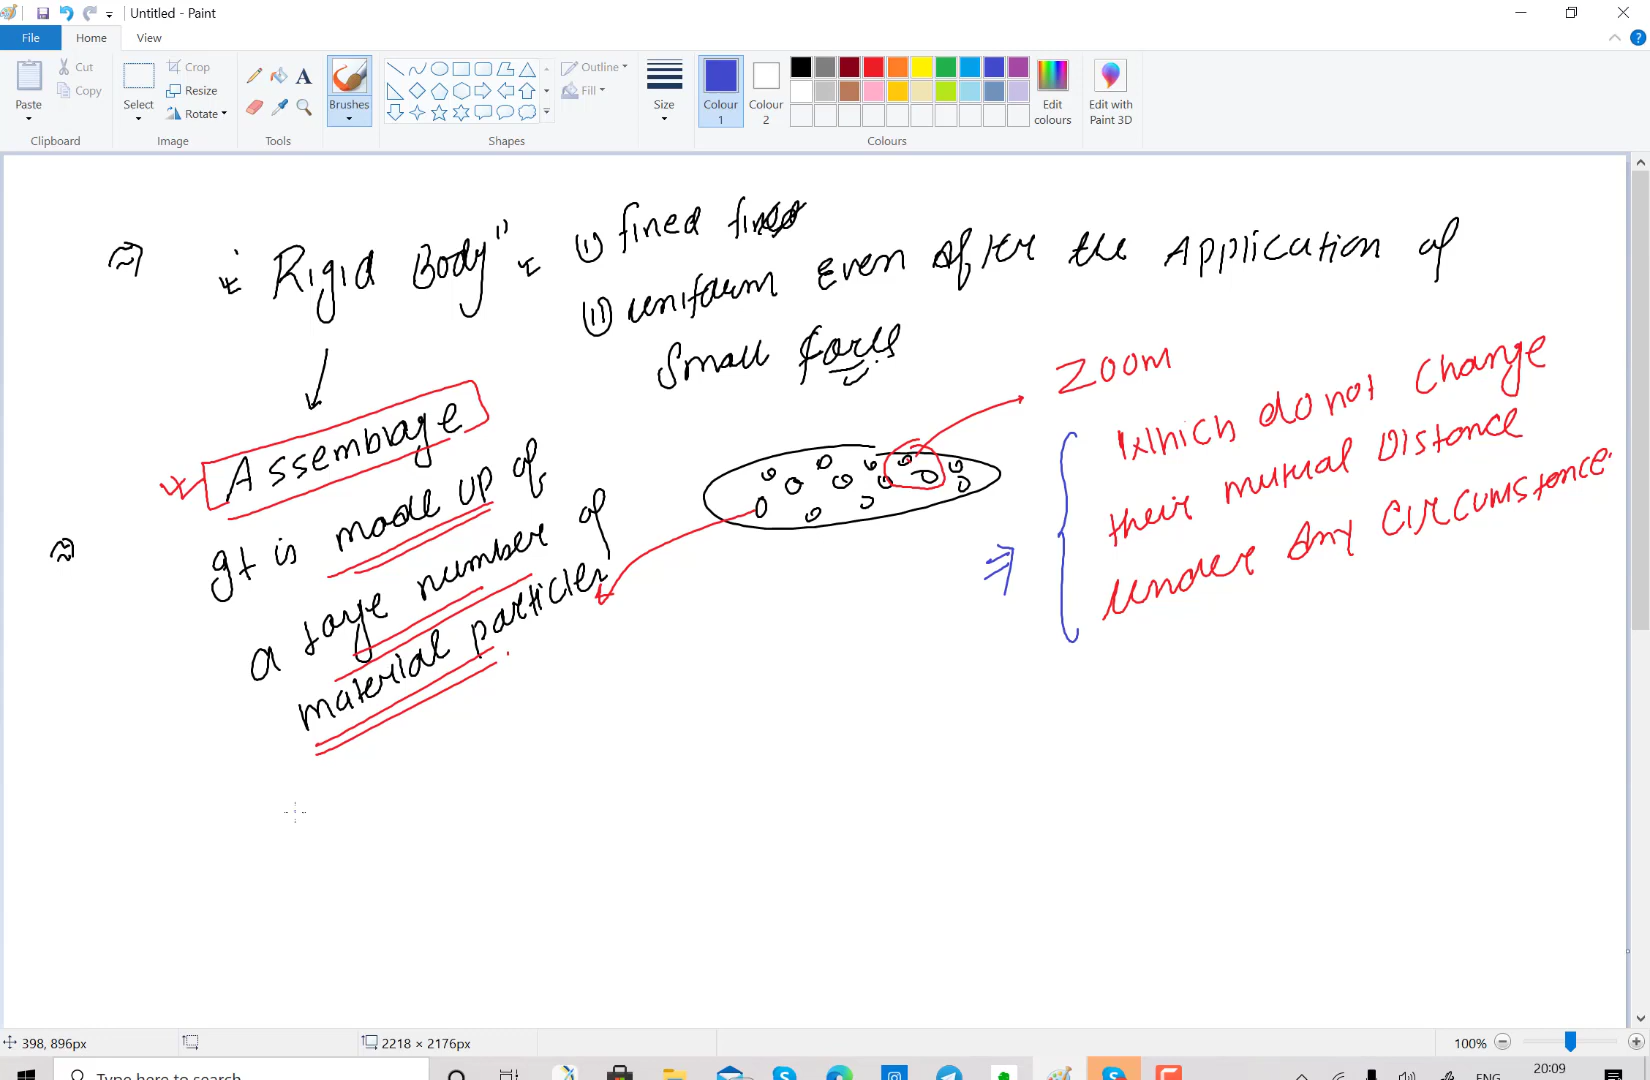 Untitled - Paint
File
Home
View
Paste
Cut
Copy
Clipboard
Select
Crop
Resize
Rotate
Image
Tools
Brushes
Shapes
Outline
Fill
Size
Colour 1
Colour 2
Edit colours
Edit with Paint 3D
Colours
"Rigid Body"
(i) fined
(ii) uniform Even After the Application of
Small
Assemblage
It is made up of
a large number of
material particles
Zoom
Which do not Change
their mutual Distance
under Any Circumstance.
398, 896px
2218 × 2176px
100%
Type here to search
ENG
20:09